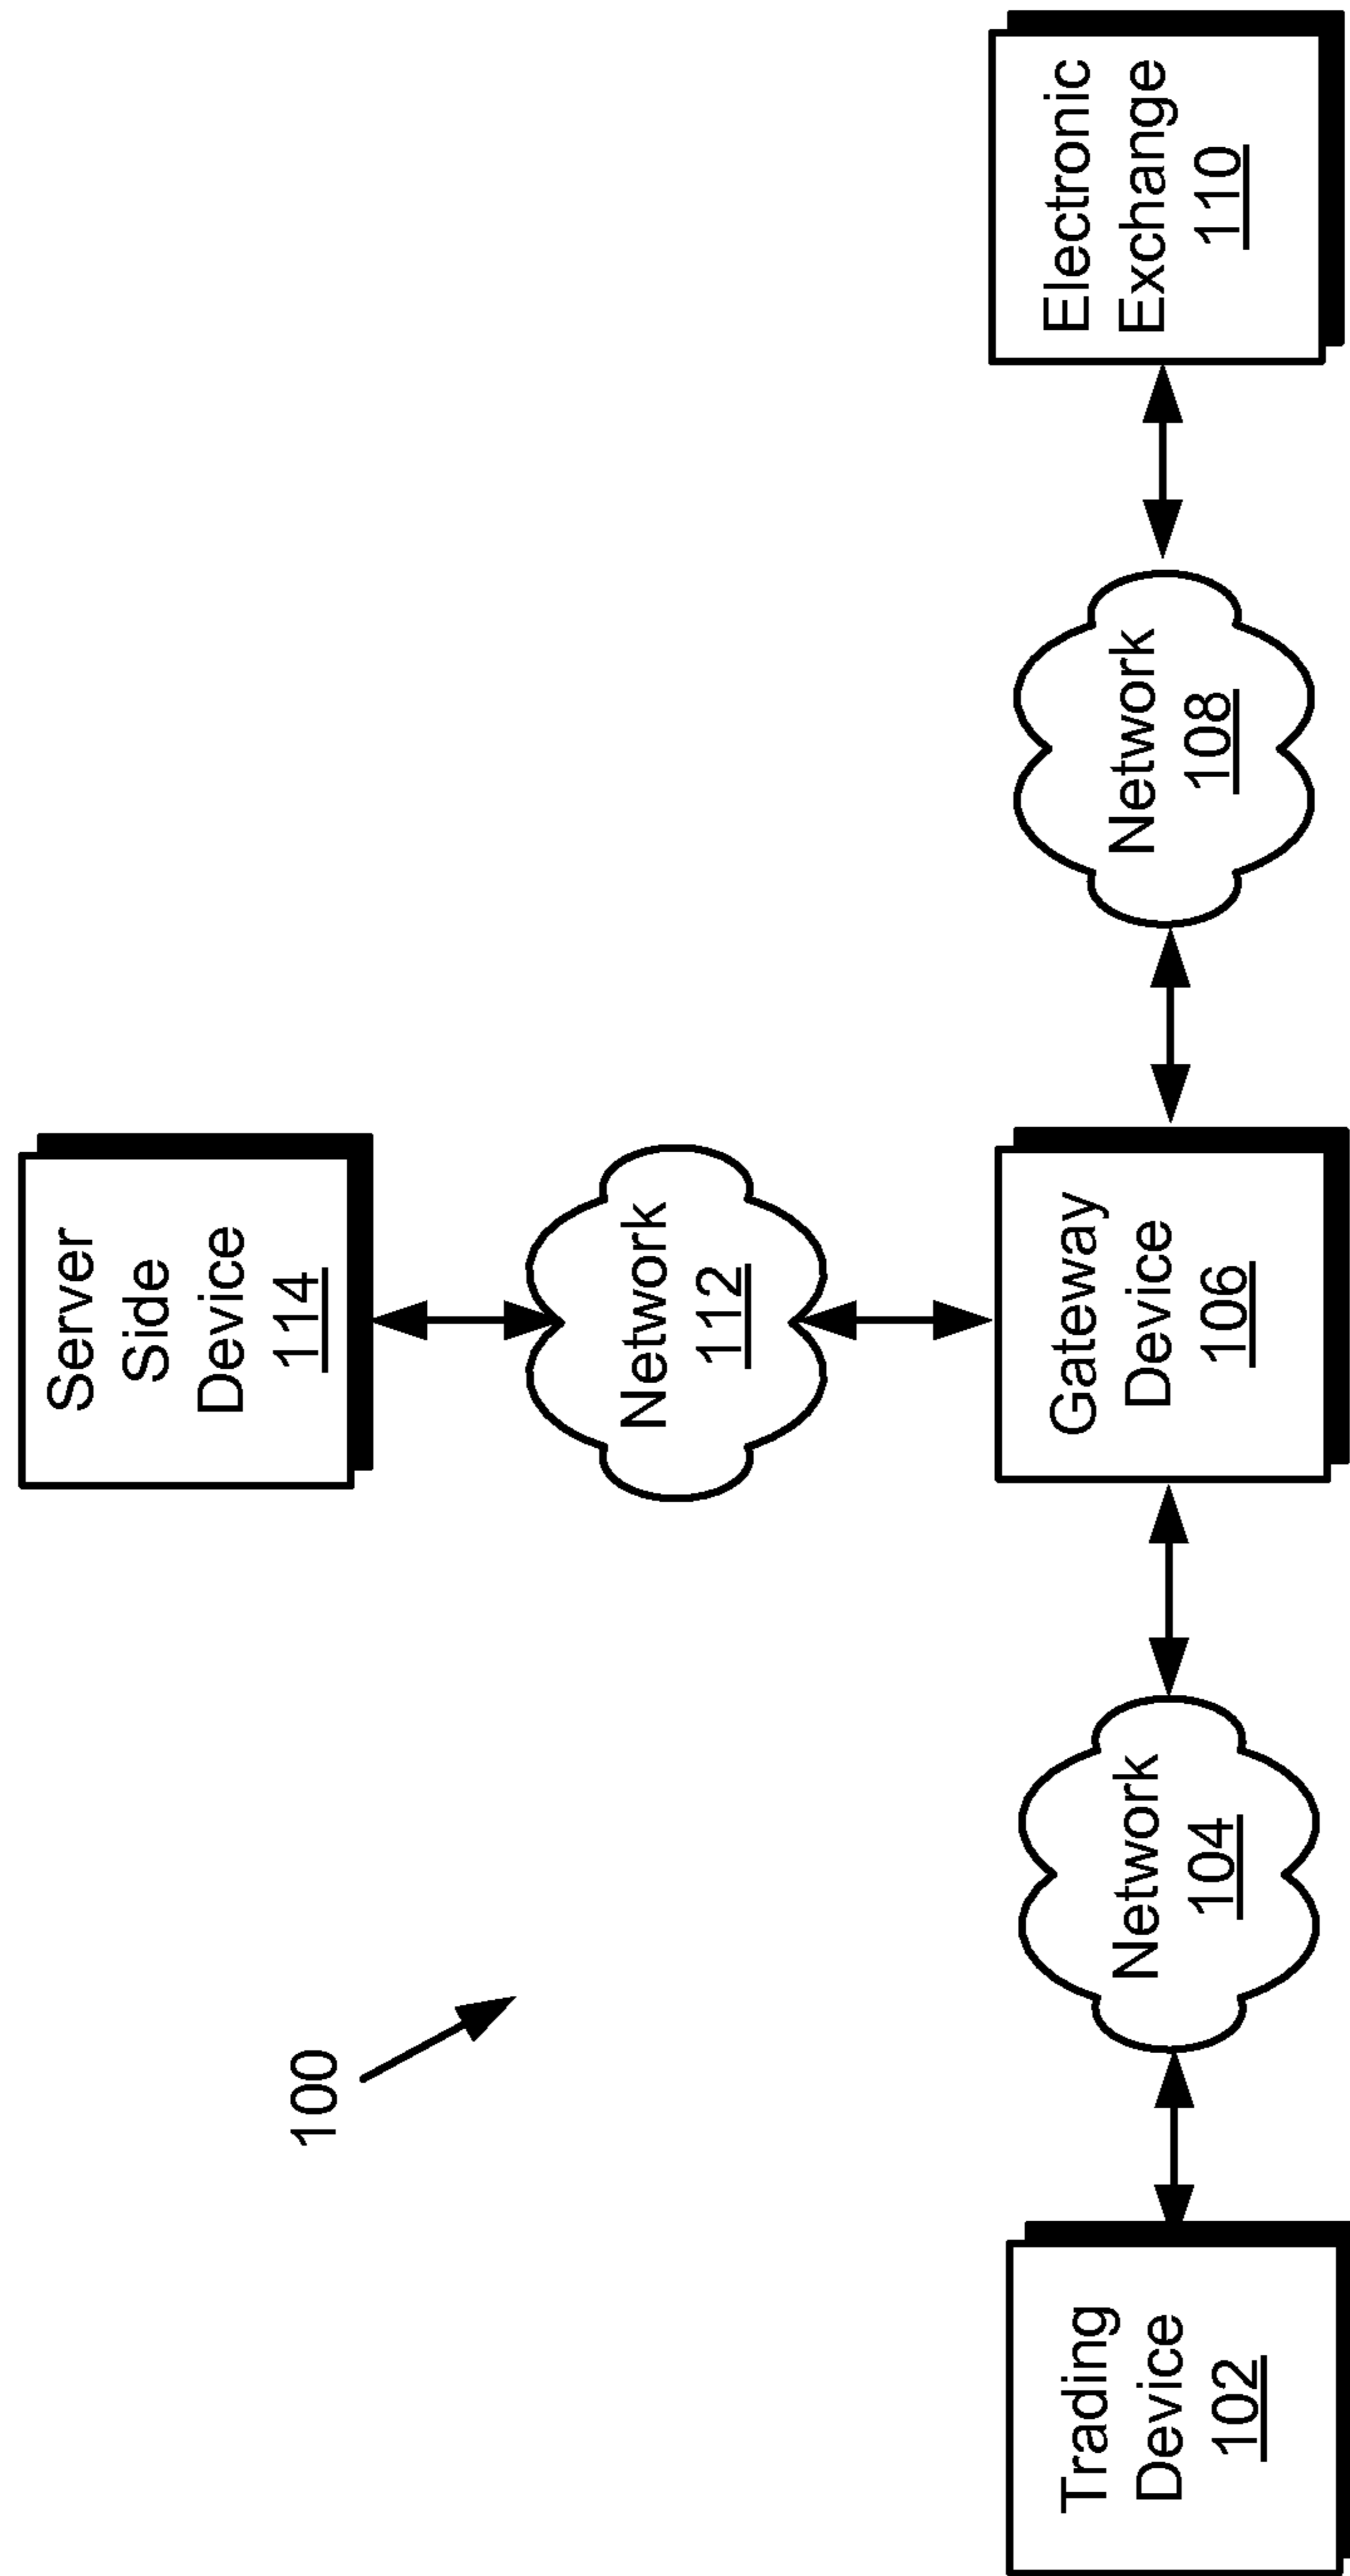 Server
Side
Device
114
100
Network
112
Trading
Device
102
Network
104
Gateway
Device
106
Network
108
Electronic
Exchange
110